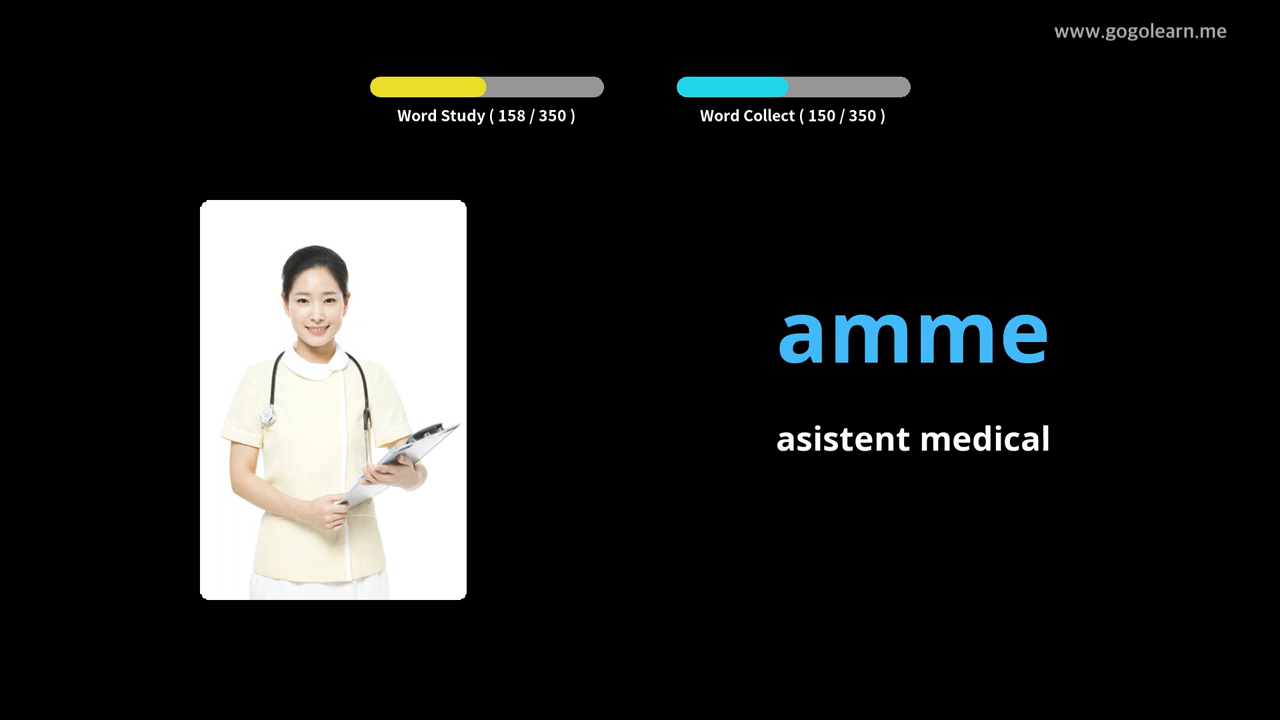 www.gogolearn.me
Word Study ( 158 / 350 )
Word Collect ( 150 / 350 )
amme
asistent medical